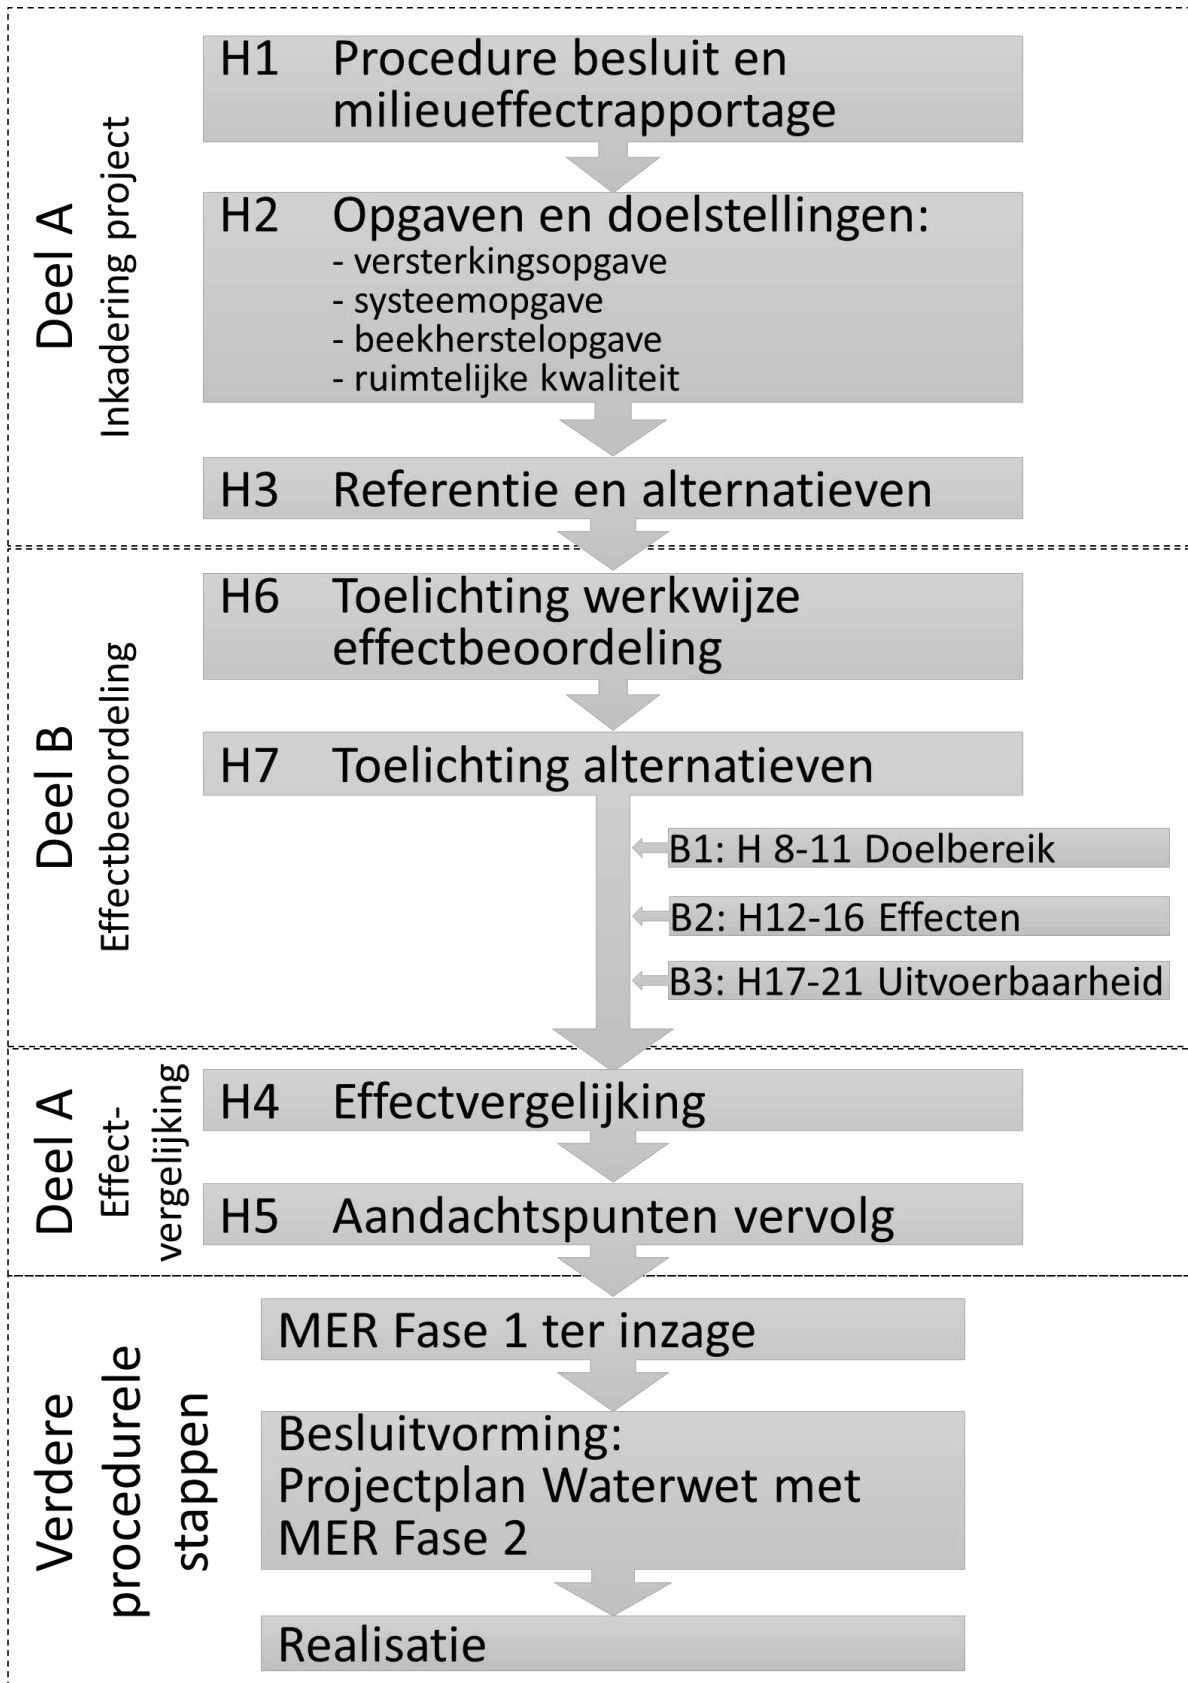 Deel A
Inkadering project
H1 Procedure besluit en
milieueffectrapportage
H2 Opgaven en doelstellingen:
- versterkingsopgave
- systeemopgave
- beekherstelopgave
- ruimtelijke kwaliteit
H3 Referentie en alternatieven
Deel B
Effectbeoordeling
H6 Toelichting werkwijze
effectbeoordeling
H7 Toelichting alternatieven
B1: H 8-11 Doelbereik
B2: H12-16 Effecten
B3: H17-21 Uitvoerbaarheid
Deel A
Effect-
vergelijking
H4 Effectvergelijking
H5 Aandachtspunten vervolg
Verdere
procedurele
stappen
MER Fase 1 ter inzage
Besluitvorming:
Projectplan Waterwet met
MER Fase 2
Realisatie